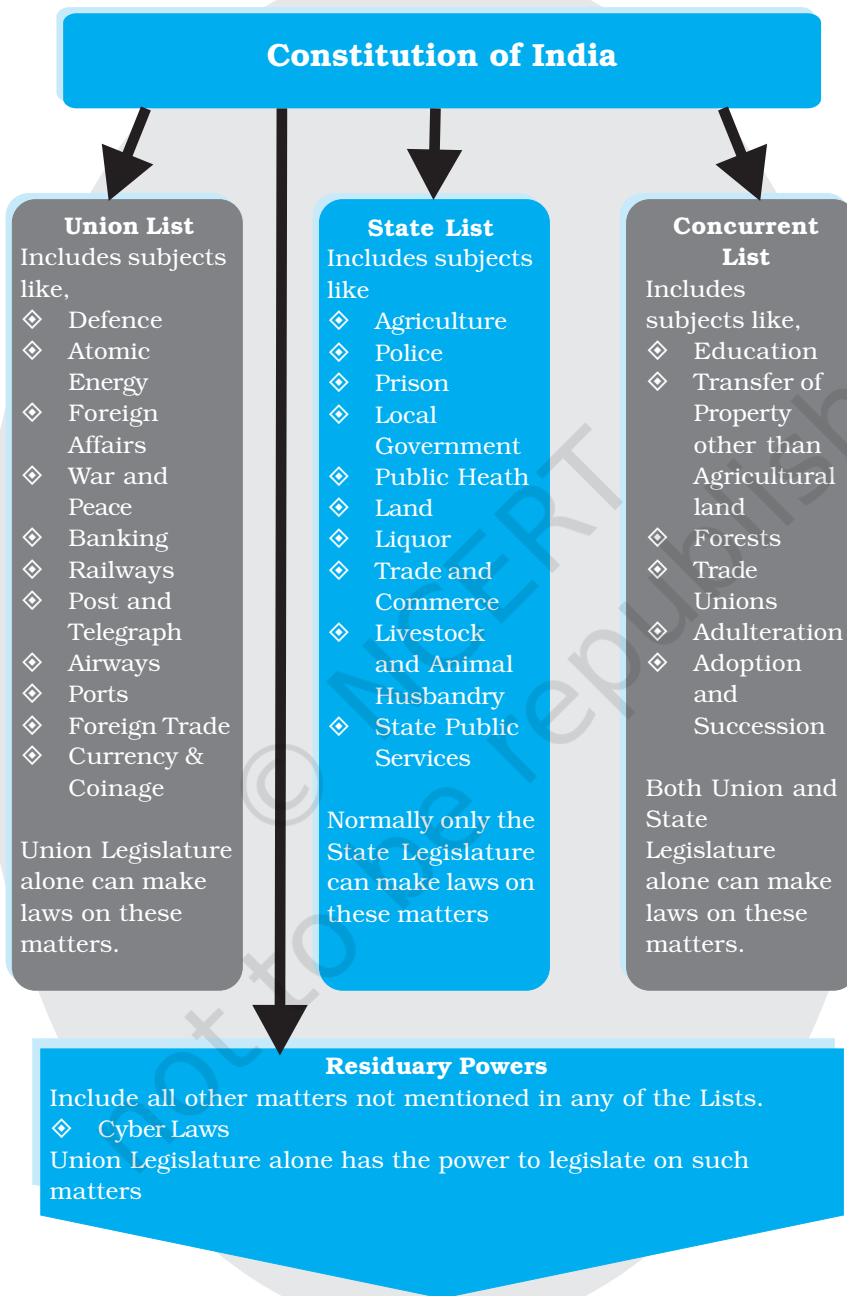 Constitution of India
Union List
Includes subjects
like,
◈ Defence
◈ Atomic
Energy
◈ Foreign
Affairs
◈ War and
Peace
◈ Banking
◈ Railways
◈ Post and
Telegraph
◈ Airways
◈ Ports
◈ Foreign Trade
◈ Currency &
Coinage
Union Legislature
alone can make
laws on these
matters.
State List
Includes subjects
like
◈ Agriculture
◈ Police
◈ Prison
◈ Local
Government
◈ Public Heath
◈ Land
◈ Liquor
◈ Trade and
Commerce
◈ Livestock
and Animal
Husbandry
◈ State Public
Services
Normally only the
State Legislature
can make laws on
these matters
Concurrent
List
Includes
subjects like,
◈ Education
◈ Transfer of
Property
other than
Agricultural
land
◈ Forests
◈ Trade
Unions
◈ Adulteration
◈ Adoption
and
Succession
Both Union and
State
Legislature
alone can make
laws on these
matters.
Residuary Powers
Include all other matters not mentioned in any of the Lists.
◈ Cyber Laws
Union Legislature alone has the power to legislate on such
matters
© NCERT
not to be republish